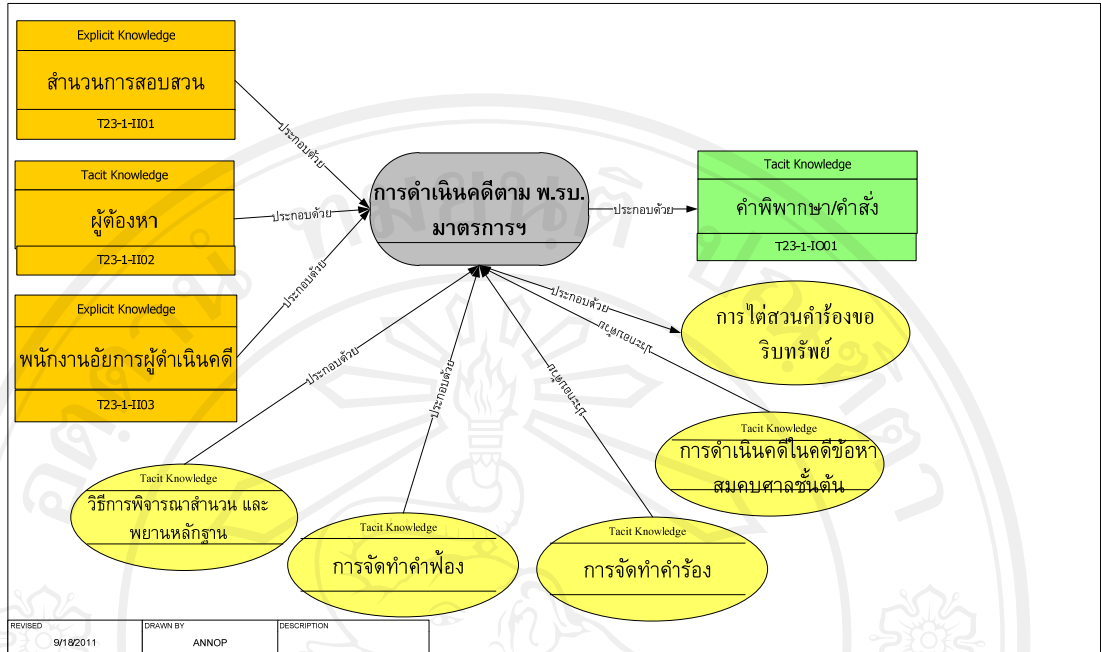 Explicit Knowledge
สำนวนการสอบสวน
T23-1-II01
Tacit Knowledge
ผู้ต้องหา
T23-1-II02
Explicit Knowledge
พนักงานอัยการผู้ดำเนินคดี
T23-1-II03
ประกอบด้วย
ประกอบด้วย
ประกอบด้วย
การดำเนินคดีตาม พ.รบ.
มาตรการฯ
ประกอบด้วย
Tacit Knowledge
คำพิพากษา/คำสั่ง
T23-1-IO01
ประกอบด้วย
การไต่สวนคำร้องขอ
ริบทรัพย์
ประกอบด้วย
Tacit Knowledge
การดำเนินคดีในคดีข้อหา
สมคบศาลชั้นต้น
ประกอบด้วย
ประกอบด้วย
ประกอบด้วย
Tacit Knowledge
วิธีการพิจารณาสำนวน และ
พยานหลักฐาน
Tacit Knowledge
การจัดทำคำฟ้อง
Tacit Knowledge
การจัดทำคำร้อง
REVISED
9/18/2011
DRAWN BY
ANNOP
DESCRIPTION